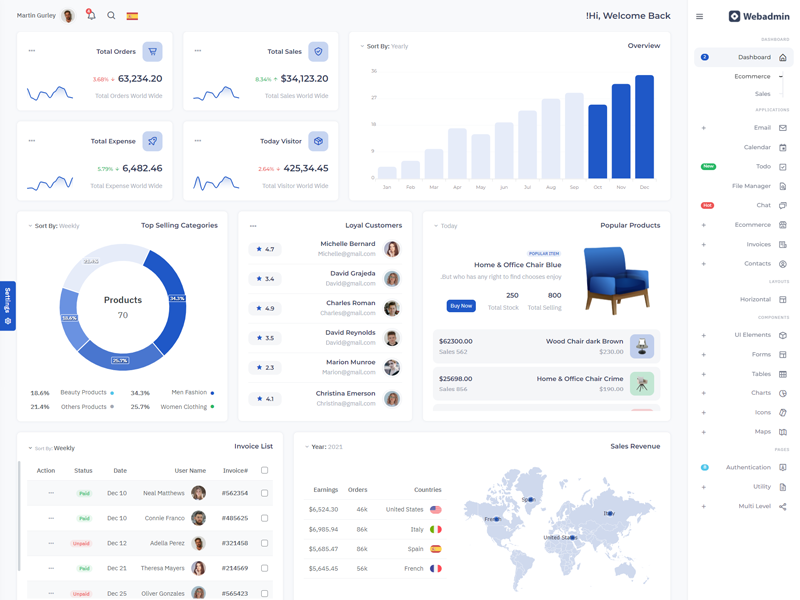 Martin Gurley
8
!Hi, Welcome Back
Webadmin
DASHBOARD
2 Dashboard
Ecommerce
Sales
APPLICATIONS
Email
Calendar
New Todo
File Manager
Hot Chat
Ecommerce
Invoices
Contacts
LAYOUTS
Horizontal
COMPONENTS
UI Elements
Forms
Tables
Charts
Icons
Maps
PAGES
Authentication
Utility
Multi Level
Total Orders
3.68% 63,234.20
Total Orders World Wide
Total Sales
8.34% $34,123.20
Total Sales World Wide
Total Expense
5.79% 6,482.46
Total Expense World Wide
Today Visitor
2.64% 425,34.45
Total Visitor World Wide
Sort By: Yearly
Overview
36
27
18
9
0
Jan Feb Mar Apr May Jun Jul Aug Sep Oct Nov Dec
Sort By: Weekly
Top Selling Categories
21.4%
34.3%
18.6%
25.7%
Products
70
18.6% Beauty Products 34.3% Men Fashion
21.4% Others Products 25.7% Women Clothing
Loyal Customers
4.7 Michelle Bernard
Michelle@gmail.com
3.4 David Grajeda
David@gmail.com
4.9 Charles Roman
Charles@gmail.com
3.5 David Reynolds
David@gmail.com
2.3 Marion Munroe
Marion@gmail.com
4.1 Christina Emerson
Christina@gmail.com
Today
Popular Products
POPULAR ITEM
Home & Office Chair Blue
.But who has any right to find chooses enjoy
250 800
Buy Now Total Stock Total Selling
$62300.00 Wood Chair dark Brown
Sales 562 $230.00
$25698.00 Home & Office Chair Crime
Sales 856 $190.00
Settings
Sort By: Weekly
Invoice List
Action Status Date User Name Invoice#
Paid Dec 10 Neal Matthews #562354
Paid Dec 10 Connie Franco #485625
Unpaid Dec 12 Adella Perez #321458
Paid Dec 21 Theresa Mayers #214569
Unpaid Dec 25 Oliver Gonzales #565423
Year: 2021
Sales Revenue
Earnings Orders Countries
$6,524.30 46k United States
$6,985.94 86k Italy
$5,685.47 86k Spain
$5,645.45 56k French
Spain
French
Italy
United States